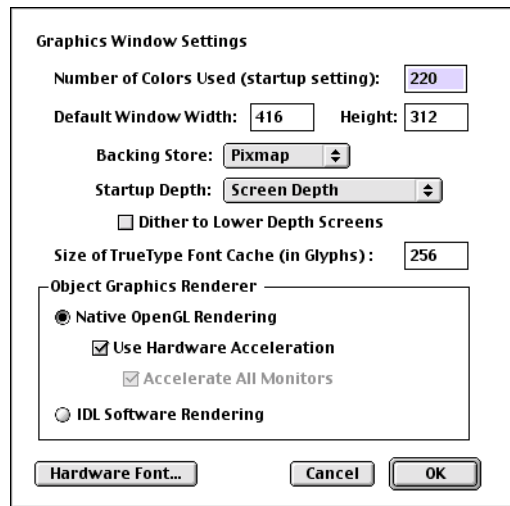 Graphics Window Settings
Number of Colors Used (startup setting): 220
Default Window Width: 416 Height: 312
Backing Store: Pixmap
Startup Depth: Screen Depth
Dither to Lower Depth Screens
Size of TrueType Font Cache (in Glyphs): 256
Object Graphics Renderer
Native OpenGL Rendering
Use Hardware Acceleration
Accelerate All Monitors
IDL Software Rendering
Hardware Font... Cancel OK